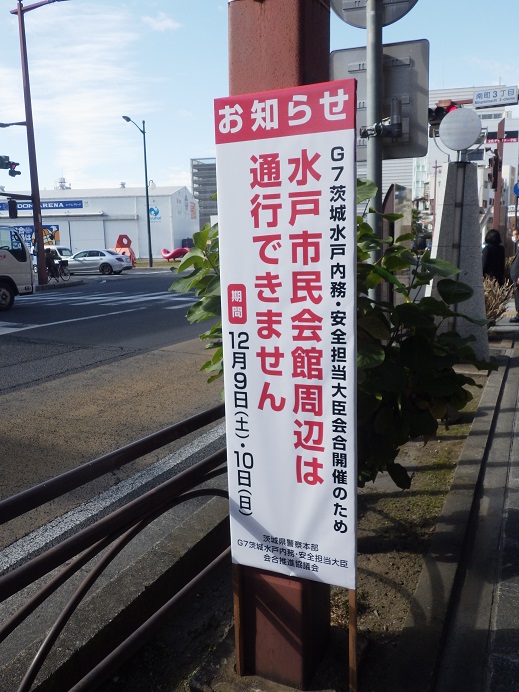 お知らせ
G7茨城水戸内務・安全担当大臣会合開催のため
水戸市民会館周辺は
通行できません
期間
12月9日(土)・10日(日)
茨城県警察本部
G7茨城水戸内務・安全担当大臣
会合推進協議会
南町3丁目